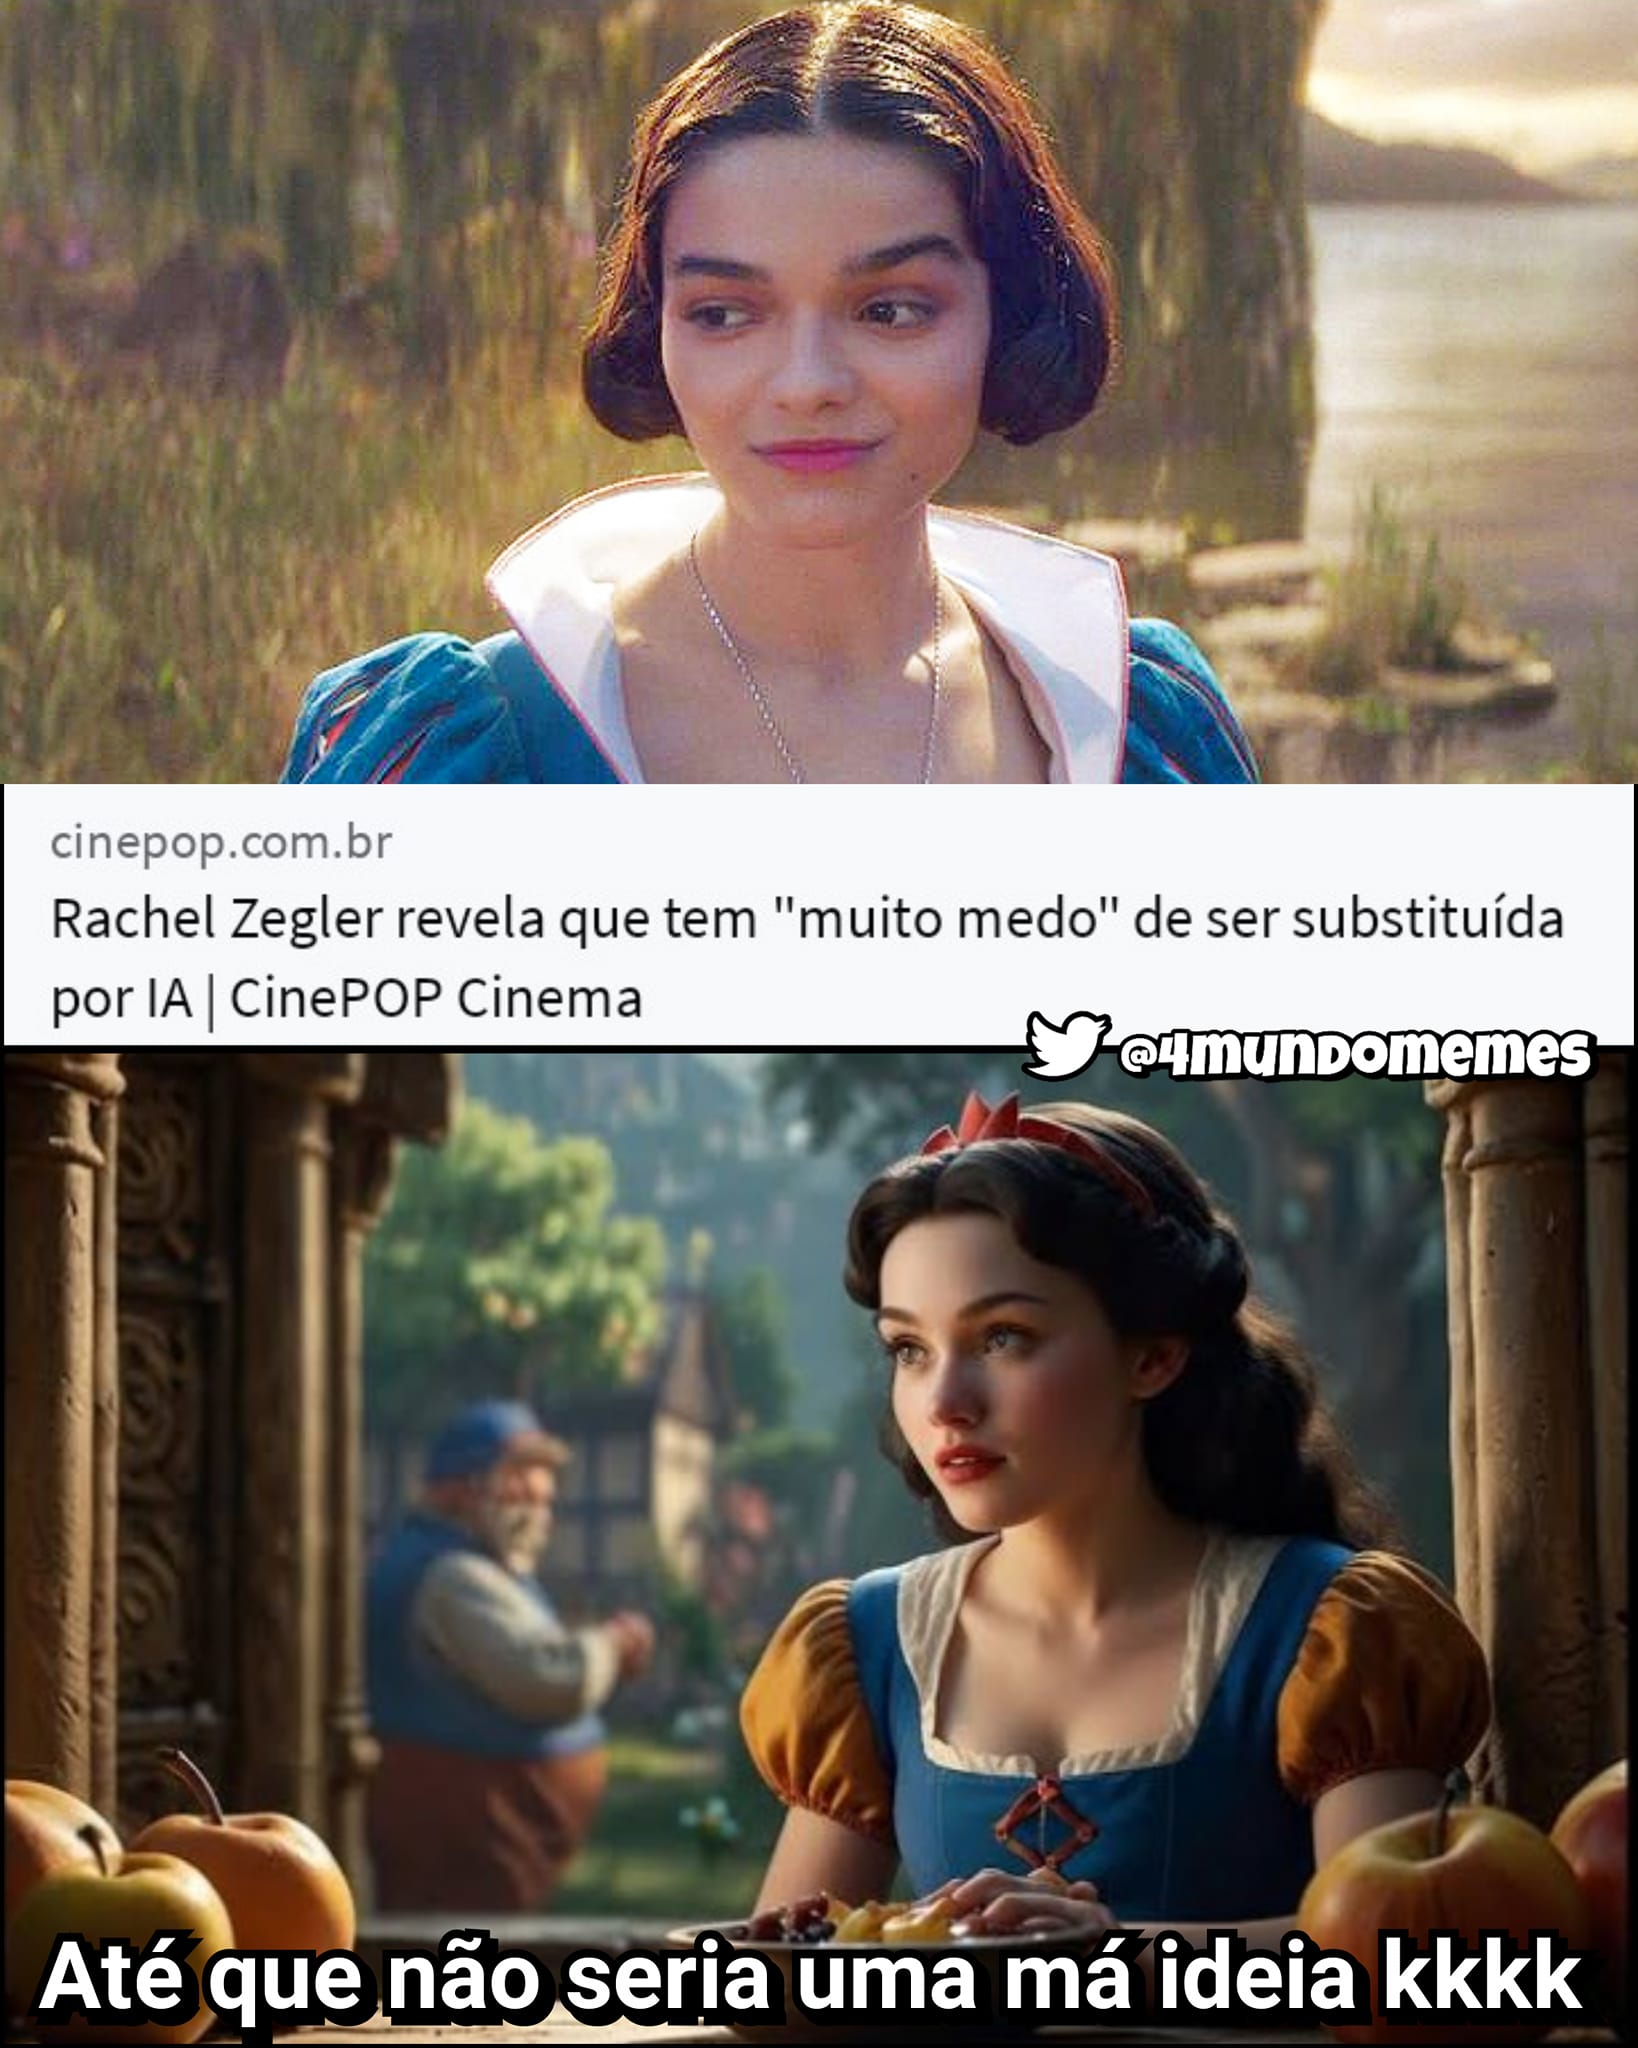 cinepop.com.br
Rachel Zegler revela que tem "muito medo" de ser substituída
por IA | CinePOP Cinema
@4mundomemes
Até que não seria uma má ideia kkkk